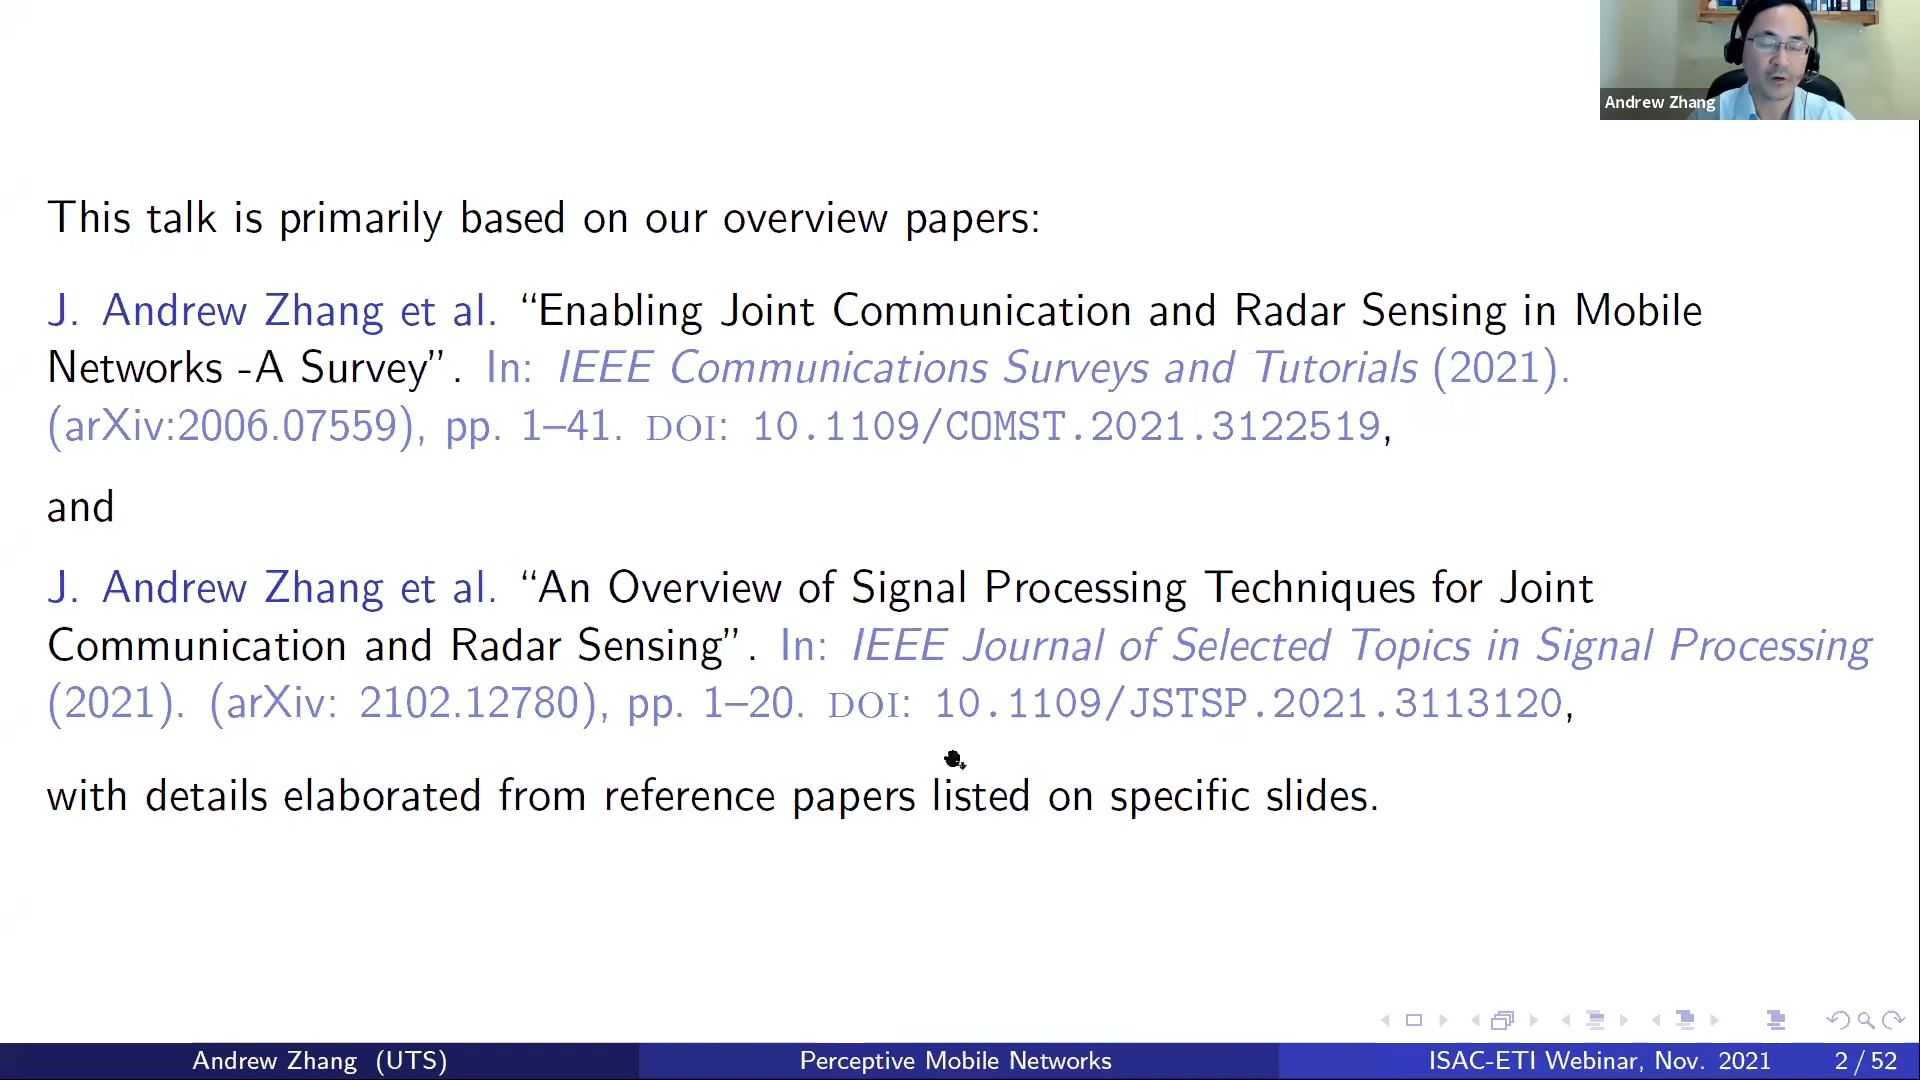 Andrew Zhang
This talk is primarily based on our overview papers:
J. Andrew Zhang et al. “Enabling Joint Communication and Radar Sensing in Mobile
Networks -A Survey”. In: IEEE Communications Surveys and Tutorials (2021).
(arXiv:2006.07559), pp. 1–41. DOI: 10.1109/COMST.2021.3122519,
and
J. Andrew Zhang et al. “An Overview of Signal Processing Techniques for Joint
Communication and Radar Sensing”. In: IEEE Journal of Selected Topics in Signal Processing
(2021). (arXiv: 2102.12780), pp. 1–20. DOI: 10.1109/JSTSP.2021.3113120,
with details elaborated from reference papers listed on specific slides.
Andrew Zhang (UTS) Perceptive Mobile Networks ISAC-ETI Webinar, Nov. 2021 2 / 52